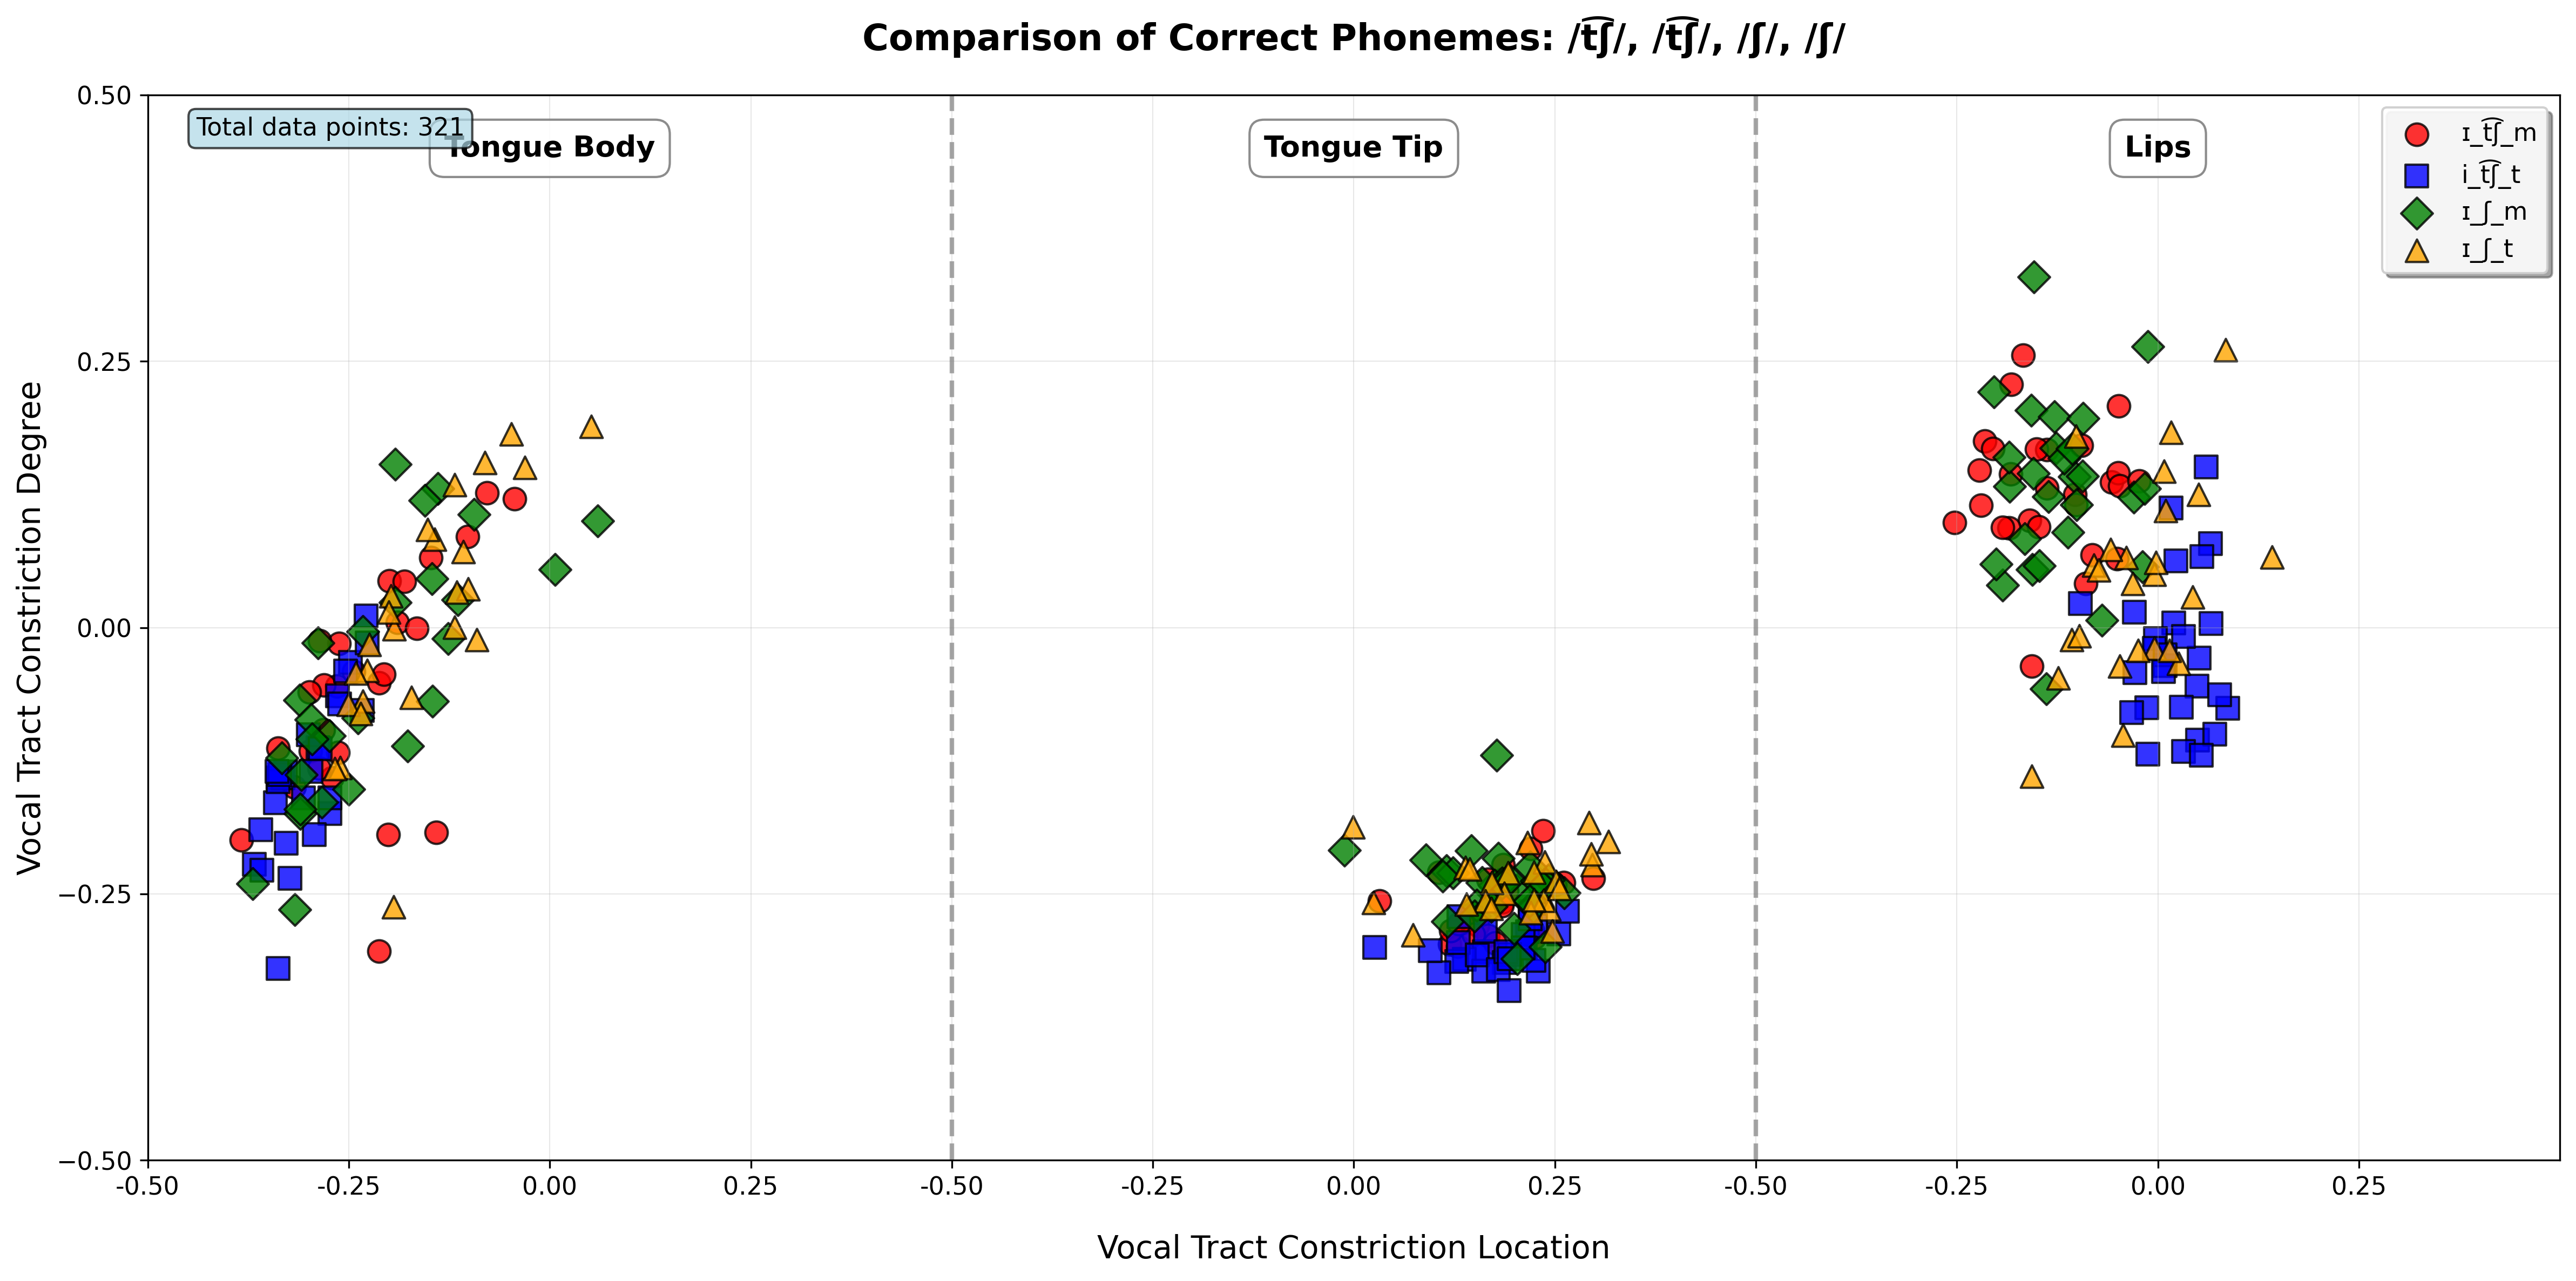 Comparison of Correct Phonemes: /t͡ʃ/, /t͡ʃ/, /ʃ/, /ʃ/
Total data points: 321
Tongue Body
Tongue Tip
Lips
ɪ_t͡ʃ_m
i_t͡ʃ_t
ɪ_ʃ_m
ɪ_ʃ_t
Vocal Tract Constriction Degree
0.50
0.25
0.00
−0.25
−0.50
-0.50 -0.25 0.00 0.25 -0.50 -0.25 0.00 0.25 -0.50 -0.25 0.00 0.25
Vocal Tract Constriction Location